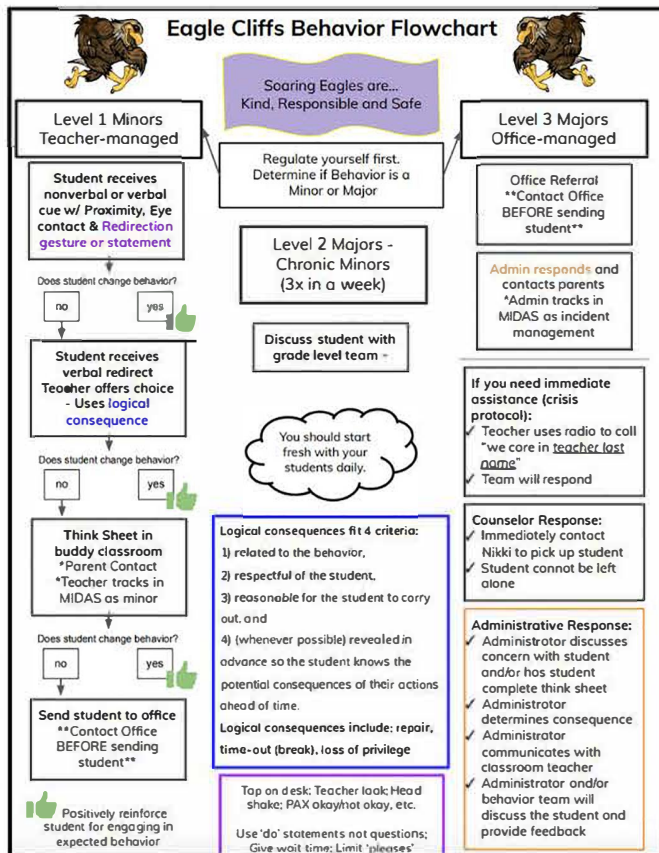 Eagle Cliffs Behavior Flowchart
Soaring Eagles are...
Kind, Responsible and Safe
Level 1 Minors
Teacher-managed
Regulate yourself first.
Determine if Behavior is a
Minor or Major
Level 3 Majors
Office-managed
Student receives
nonverbal or verbal
cue w/ Proximity, Eye
contact & Redirection
gesture or statement
Does student change behavior?
no
yes
Student receives
verbal redirect
Teacher offers choice
- Uses logical
consequence
Does student change behavior?
no
yes
Think Sheet in
buddy classroom
*Parent Contact
*Teacher tracks in
MIDAS as minor
Does student change behavior?
no
yes
Send student to office
**Contact Office
BEFORE sending
student**
Positively reinforce
student for engaging in
expected behavior
Level 2 Majors -
Chronic Minors
(3x in a week)
Discuss student with
grade level team -
You should start
fresh with your
students daily.
Logical consequences fit 4 criteria:
1) related to the behavior,
2) respectful of the student,
3) reasonable for the student to carry
out, and
4) (whenever possible) revealed in
advance so the student knows the
potential consequences of their actions
ahead of time.
Logical consequences include: repair,
time-out (break), loss of privilege
Tap on desk; Teacher look; Head
shake; PAX okay/not okay, etc.
Use 'do' statements not questions;
Give wait time; Limit 'pleases'
Office Referral
**Contact Office
BEFORE sending
student**
Admin responds and
contacts parents
*Admin tracks in
MIDAS as incident
management
If you need immediate
assistance (crisis
protocol):
✓ Teacher uses radio to call
"we care in teacher last
name"
✓ Team will respond
Counselor Response:
✓ Immediately contact
Nikki to pick up student
✓ Student cannot be left
alone
Administrative Response:
✓ Administrator discusses
concern with student
and/or has student
complete think sheet
✓ Administrator
determines consequence
✓ Administrator
communicates with
classroom teacher
✓ Administrator and/or
behavior team will
discuss the student and
provide feedback